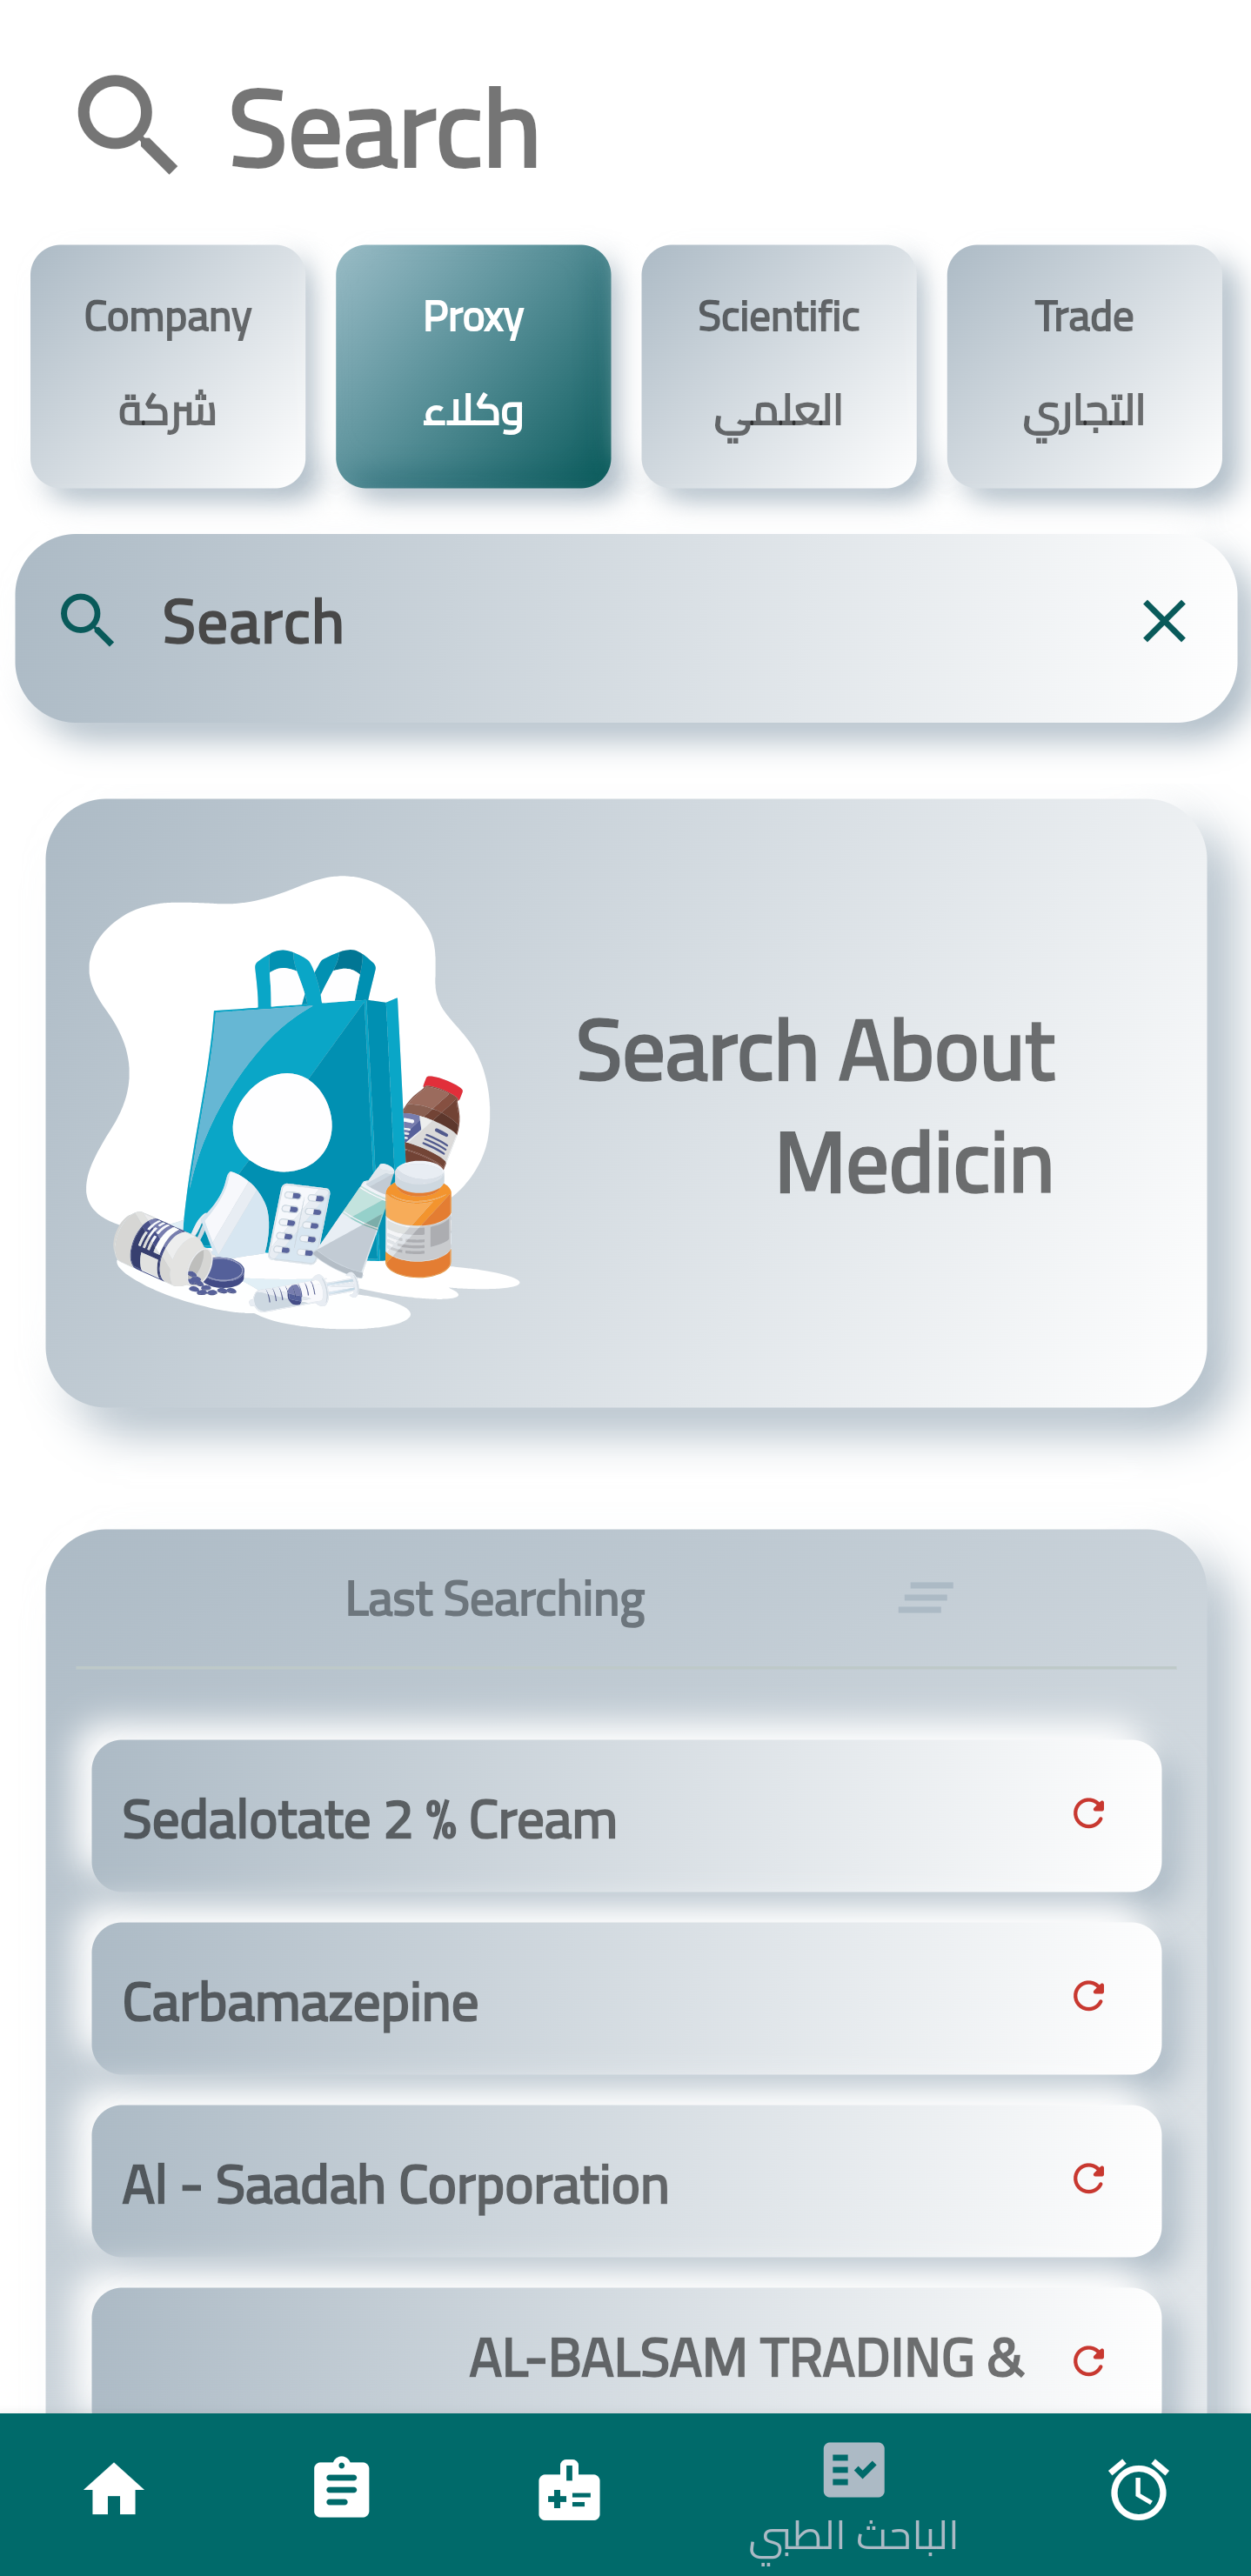 Search
Company
شركة
Proxy
وكلاء
Scientific
العلمي
Trade
التجاري
Search
Search About
Medicin
Last Searching
Sedalotate 2 % Cream
Carbamazepine
Al - Saadah Corporation
AL-BALSAM TRADING &
الباحث الطبي